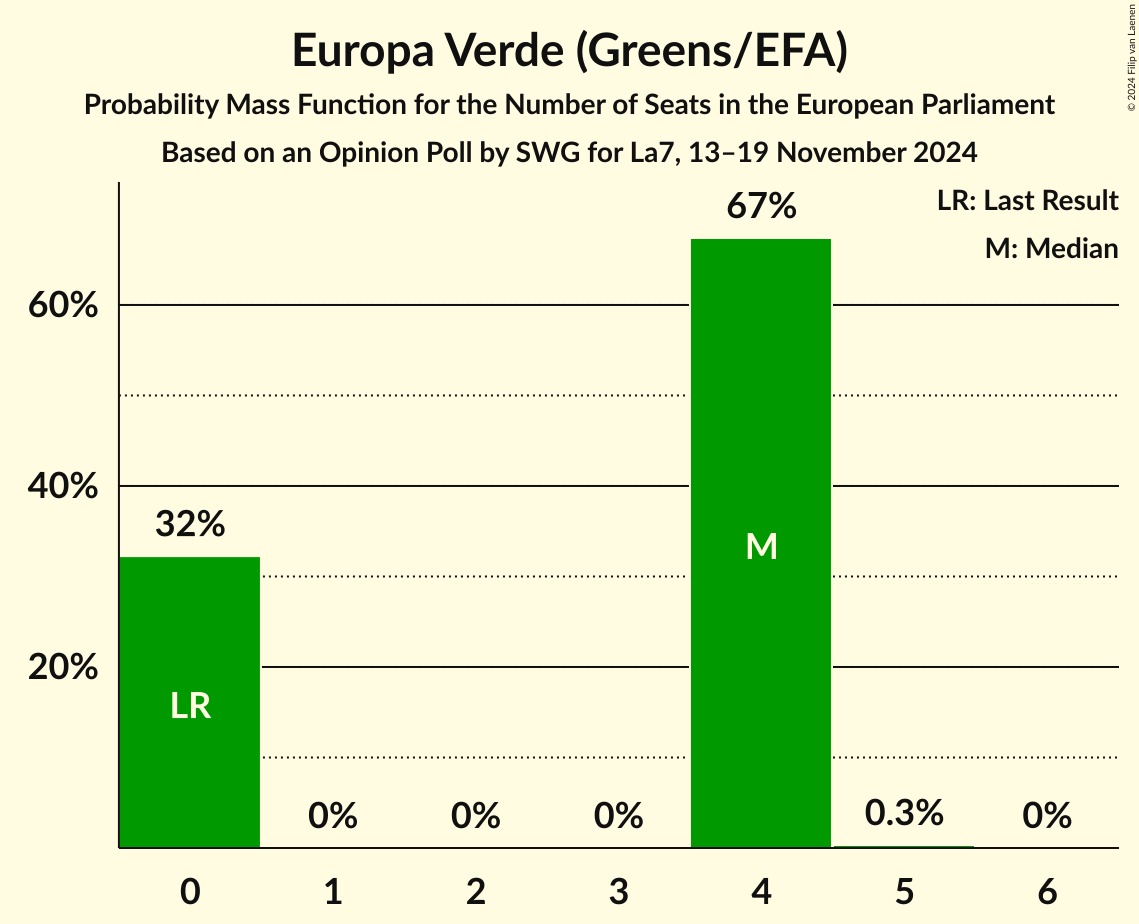 Europa Verde (Greens/EFA)
Probability Mass Function for the Number of Seats in the European Parliament
Based on an Opinion Poll by SWG for La7, 13–19 November 2024
© 2024 Filip van Laenen
LR: Last Result
M: Median
67%
60%
40%
32%
M
20%
LR
0%
0%
0%
0.3%
0%
0
1
2
3
4
5
6